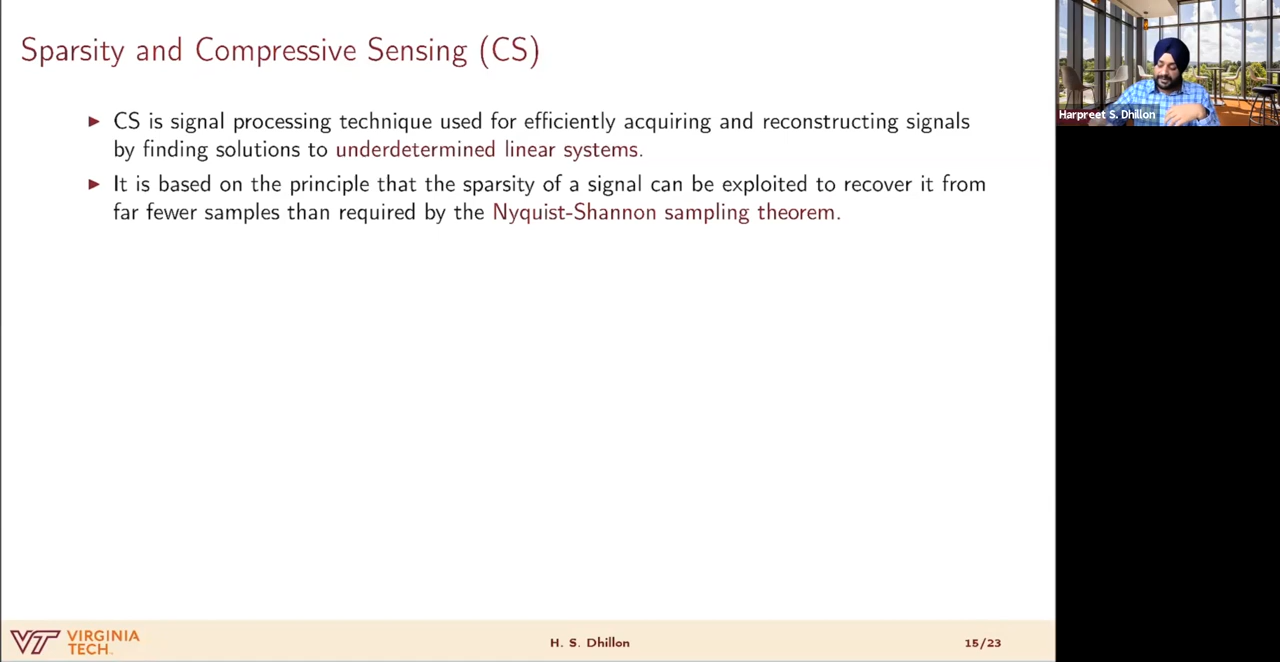 Sparsity and Compressive Sensing (CS)
CS is signal processing techniqueused for efficiently acquiring and reconstructing signals
by finding solutions to underdetermined linear systems.
It is based on the principle that the sparsity of a signal can be exploited to recover it from
far fewer samples than required by the Nyquist-Shannon sampling theorem.
Harpreet S. Dhillon
VT VIRGINIA
TECH.
H. S. Dhillon
15/23